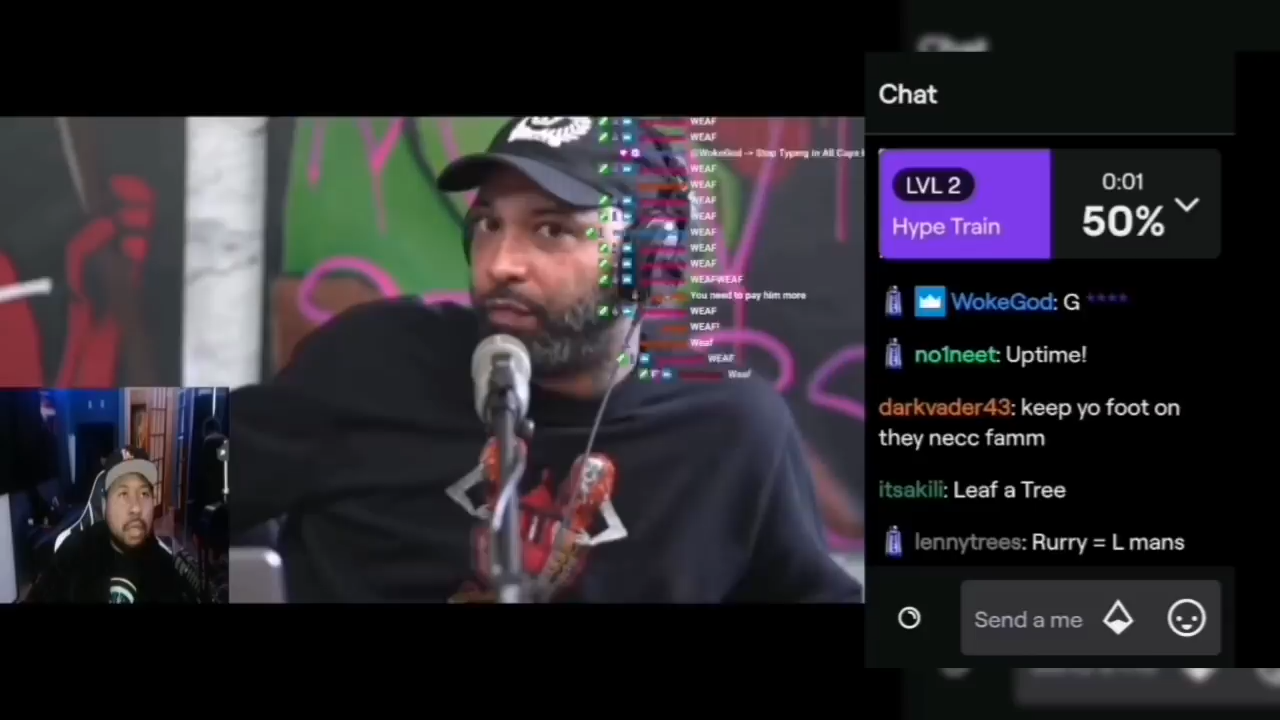 WEAF
WEAF
@WokeGod -> Stop Typing In All Caps
WEAF
WEAF
WEAF
WEAF
WEAF
WEAF
WEAF
WEAFWEAF
You need to pay him more
WEAF
WEAF!
Weaf
WEAF
Weaf
Chat
LVL 2
Hype Train
0:01
50%
WokeGod: G ****
no1neet: Uptime!
darkvader43: keep yo foot on
they necc famm
itsakili: Leaf a Tree
lennytrees: Rurry = L mans
Send a me